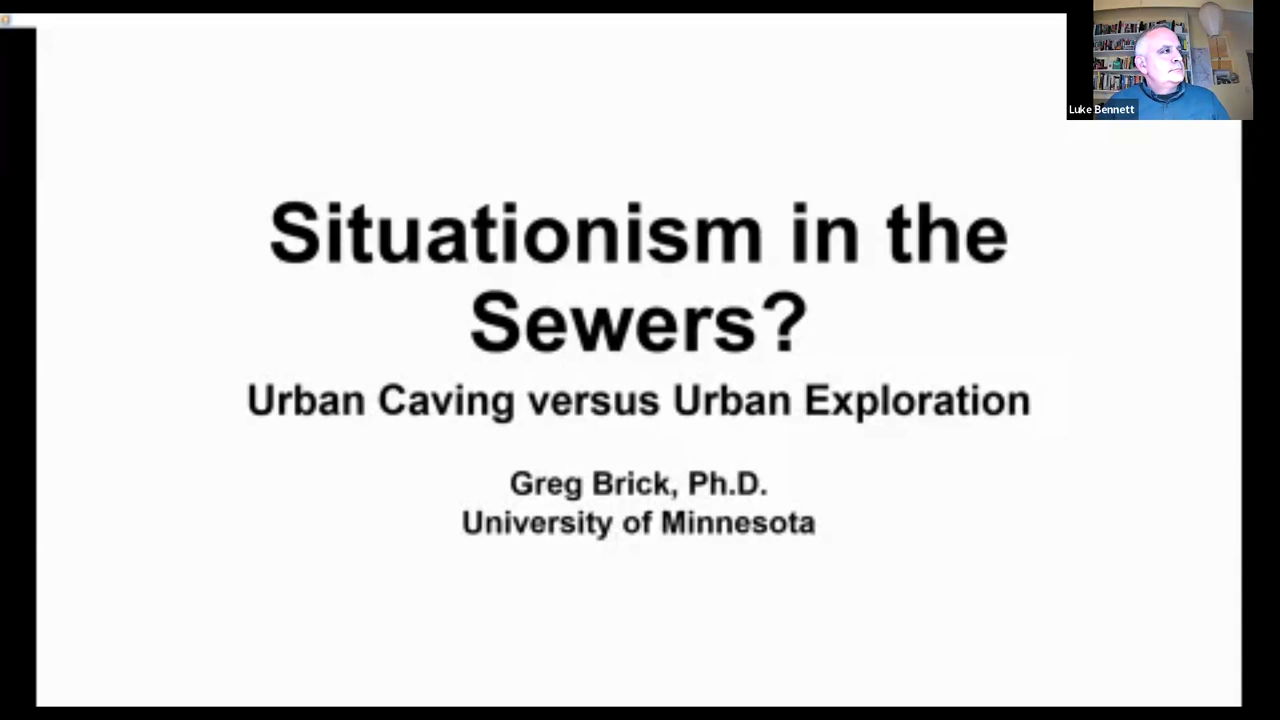 Luke Bennett
Situationism in the
Sewers?
Urban Caving versus Urban Exploration
Greg Brick, Ph.D.
University of Minnesota